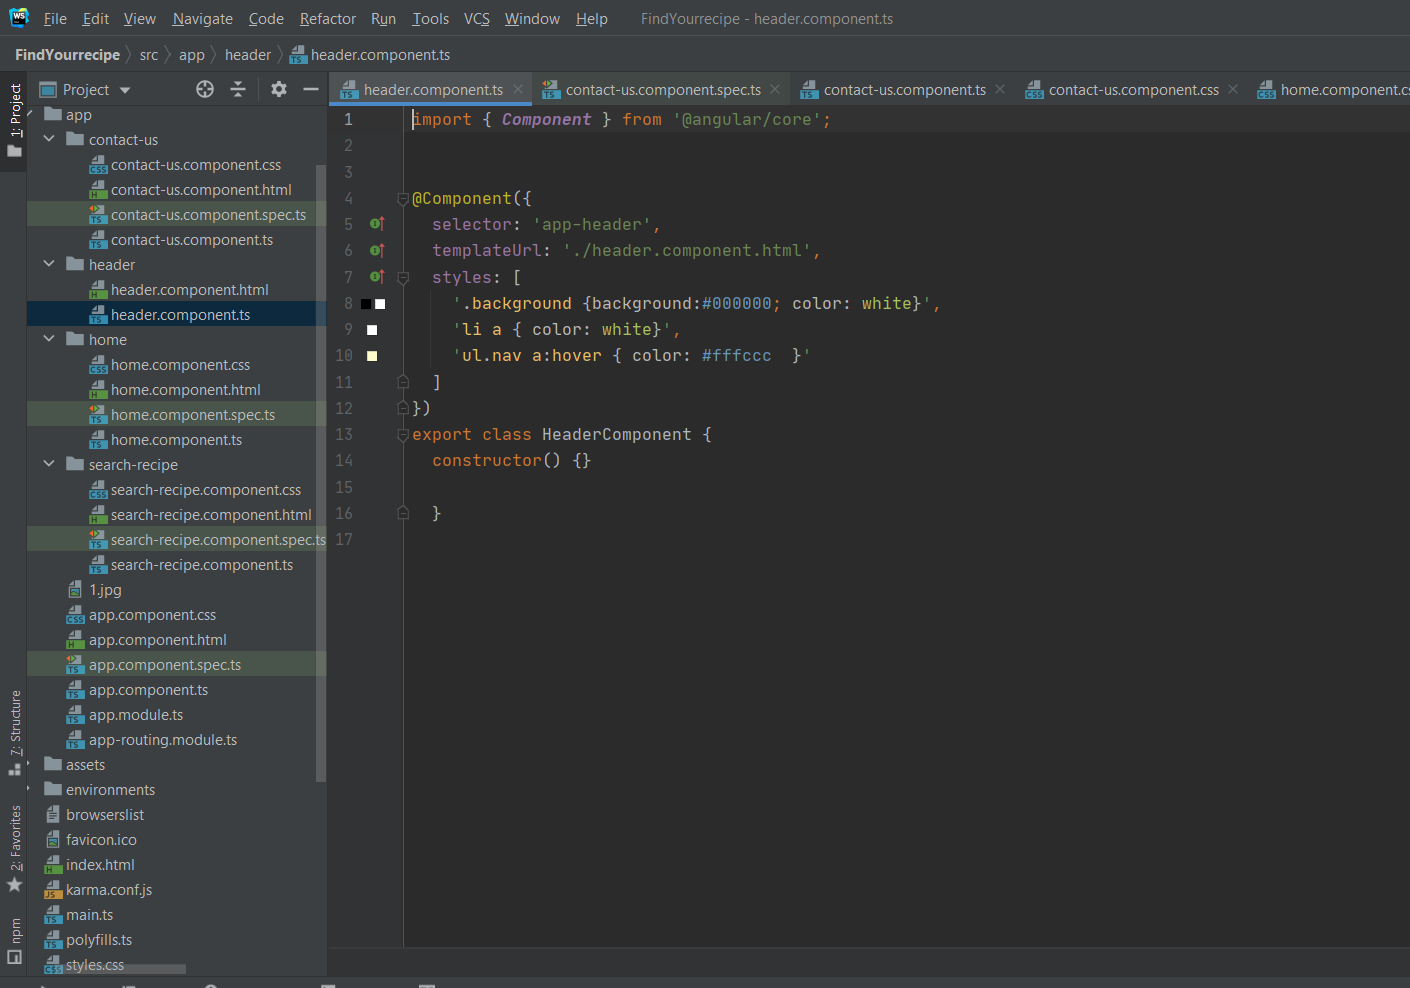 WS File Edit View Navigate Code Refactor Run Tools VCS Window Help FindYourrecipe - header.component.ts
FindYourrecipe src app header header.component.ts
1: Project
7: Structure
2: Favorites
npm
Project
app
contact-us
contact-us.component.css
contact-us.component.html
contact-us.component.spec.ts
contact-us.component.ts
header
header.component.html
header.component.ts
home
home.component.css
home.component.html
home.component.spec.ts
home.component.ts
search-recipe
search-recipe.component.css
search-recipe.component.html
search-recipe.component.spec.ts
search-recipe.component.ts
1.jpg
app.component.css
app.component.html
app.component.spec.ts
app.component.ts
app.module.ts
app-routing.module.ts
assets
environments
browserslist
favicon.ico
index.html
karma.conf.js
main.ts
polyfills.ts
styles.css
header.component.ts contact-us.component.spec.ts contact-us.component.ts contact-us.component.css home.component.cs
1 import { Component } from '@angular/core';
2
3
4 @Component({
5 selector: 'app-header',
6 templateUrl: './header.component.html',
7 styles: [
8 '.background {background:#000000; color: white}',
9 'li a { color: white}',
10 'ul.nav a:hover { color: #fffccc  }'
11 ]
12 })
13 export class HeaderComponent {
14 constructor() {}
15
16 }
17